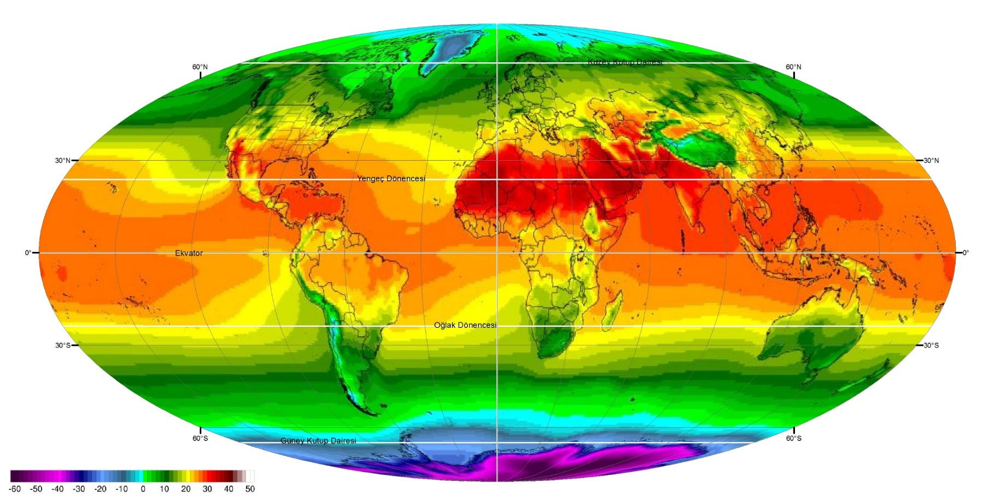 Kuzey Kutup Dairesi
60°N
60°N
30°N
30°N
Yengeç Dönencesi
0°
Ekvator
0°
Oğlak Dönencesi
30°S
30°S
60°S
Güney Kutup Dairesi
60°S
-60 -50 -40 -30 -20 -10 0 10 20 30 40 50